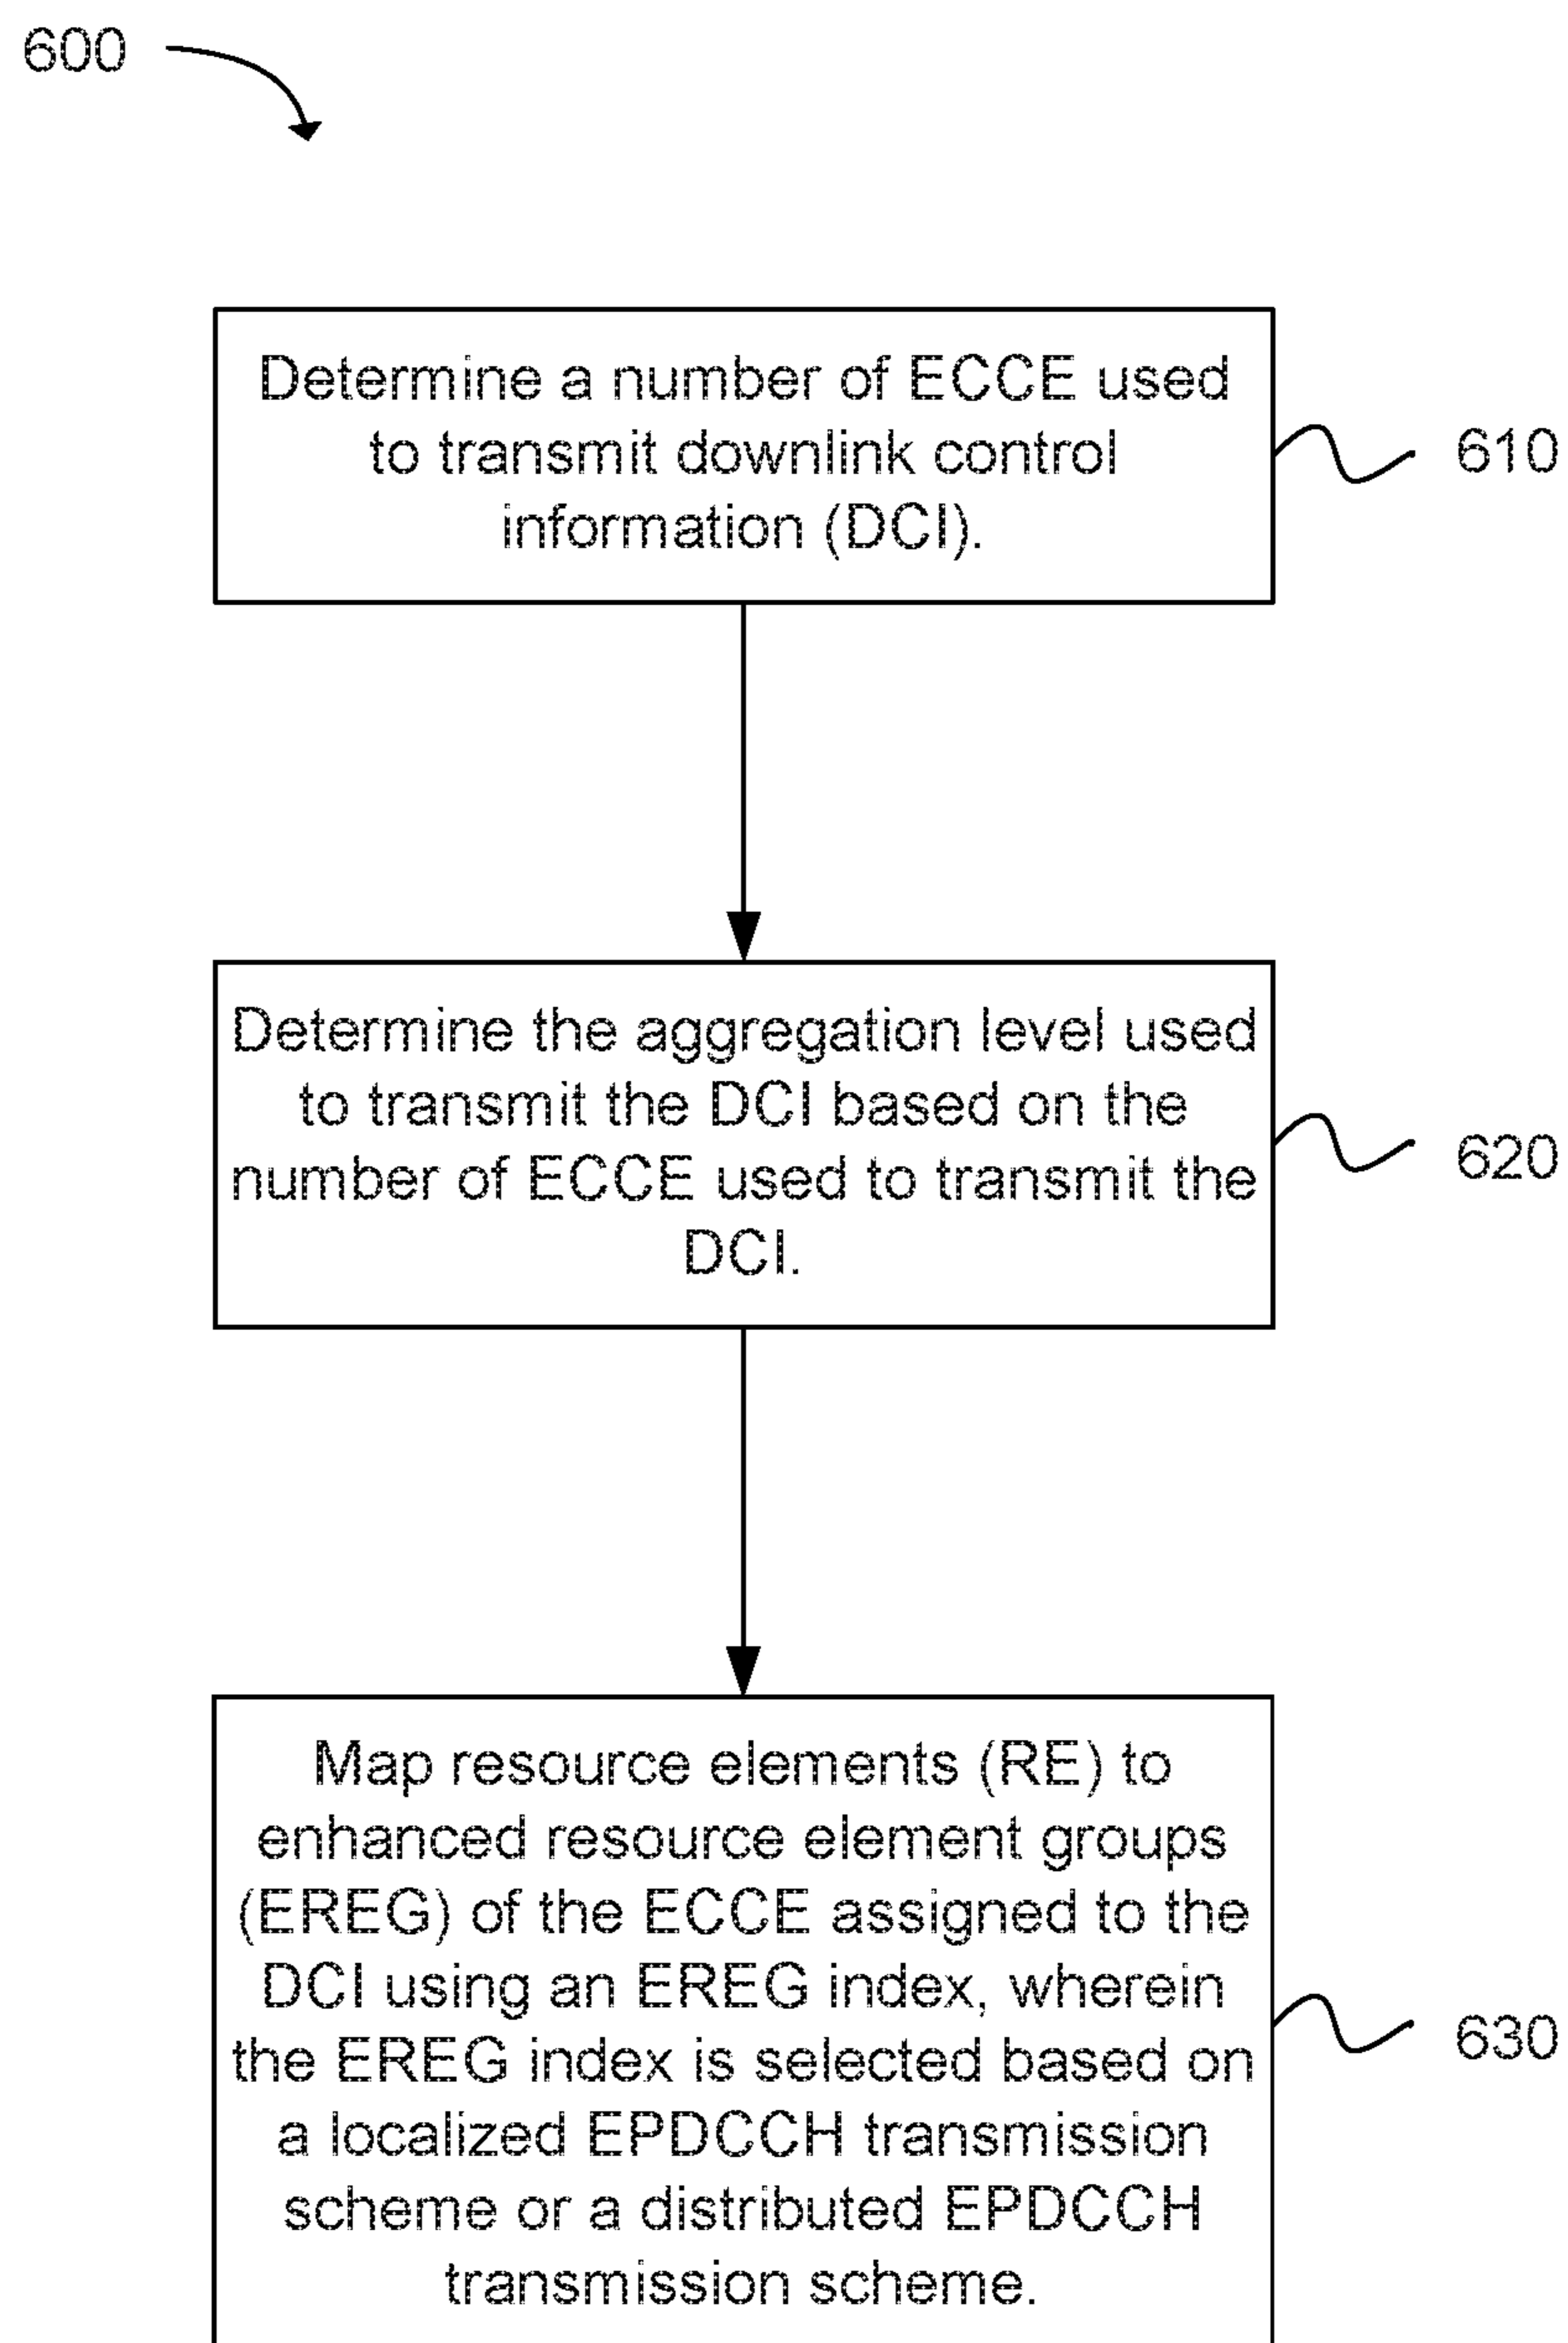 600
Determine a number of ECCE used
to transmit downlink control
information (DCI).
610
Determine the aggregation level used
to transmit the DCI based on the
number of ECCE used to transmit the
DCI.
620
Map resource elements (RE) to
enhanced resource element groups
(EREG) of the ECCE assigned to the
DCI using an EREG index, wherein
the EREG index is selected based on
a localized EPDCCH transmission
scheme or a distributed EPDCCH
transmission scheme.
630